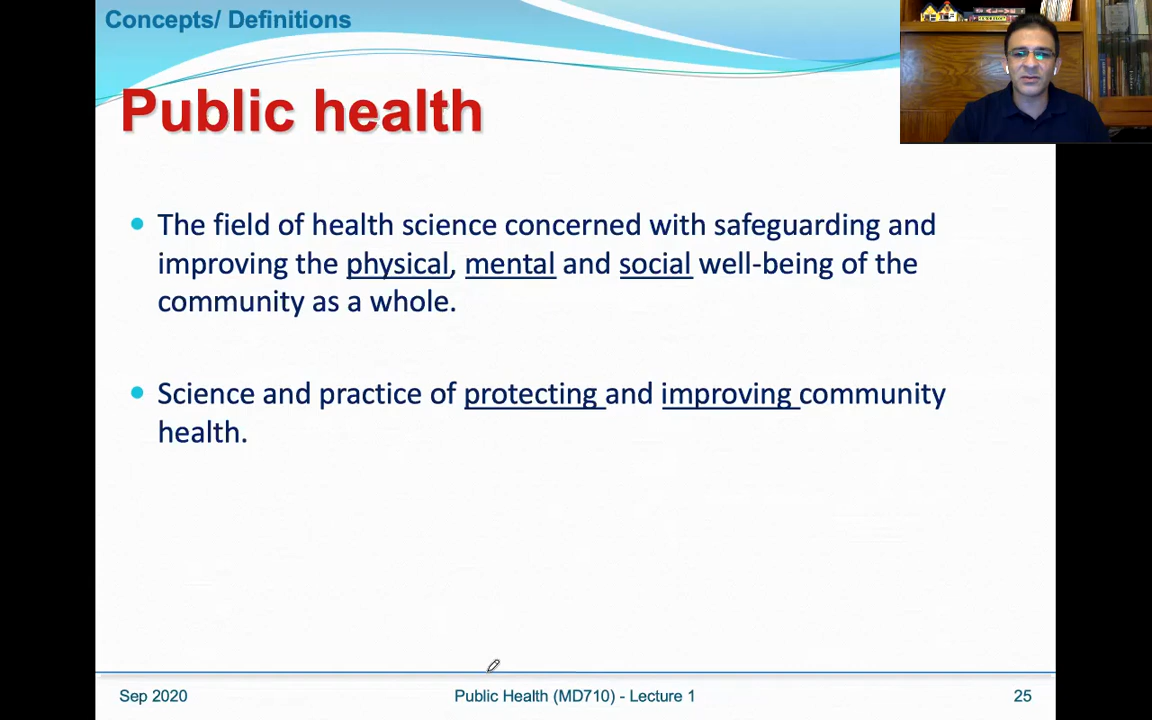 Concepts/ Definitions
Public health
The field of health science concerned with safeguarding and
improving the physical, mental and social well-being of the
community as a whole.
Science and practice of protecting and improving community
health.
Sep 2020
Public Health (MD710) - Lecture 1
25